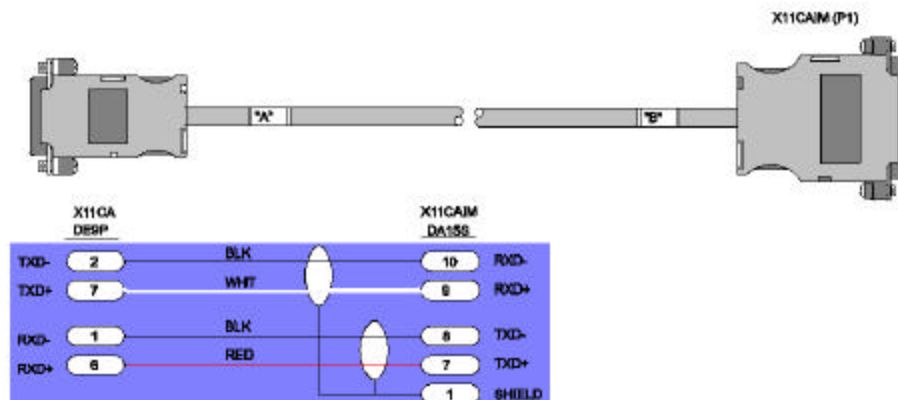 X11CAIM (P1)
"A"
"B"
X11CA
DE9P
X11CAIM
DA15S
TXD- 2 BLK 10 RXD-
TXD+ 7 WHT 9 RXD+
RXD- 1 BLK 8 TXD-
RXD+ 6 RED 7 TXD+
1 SHIELD